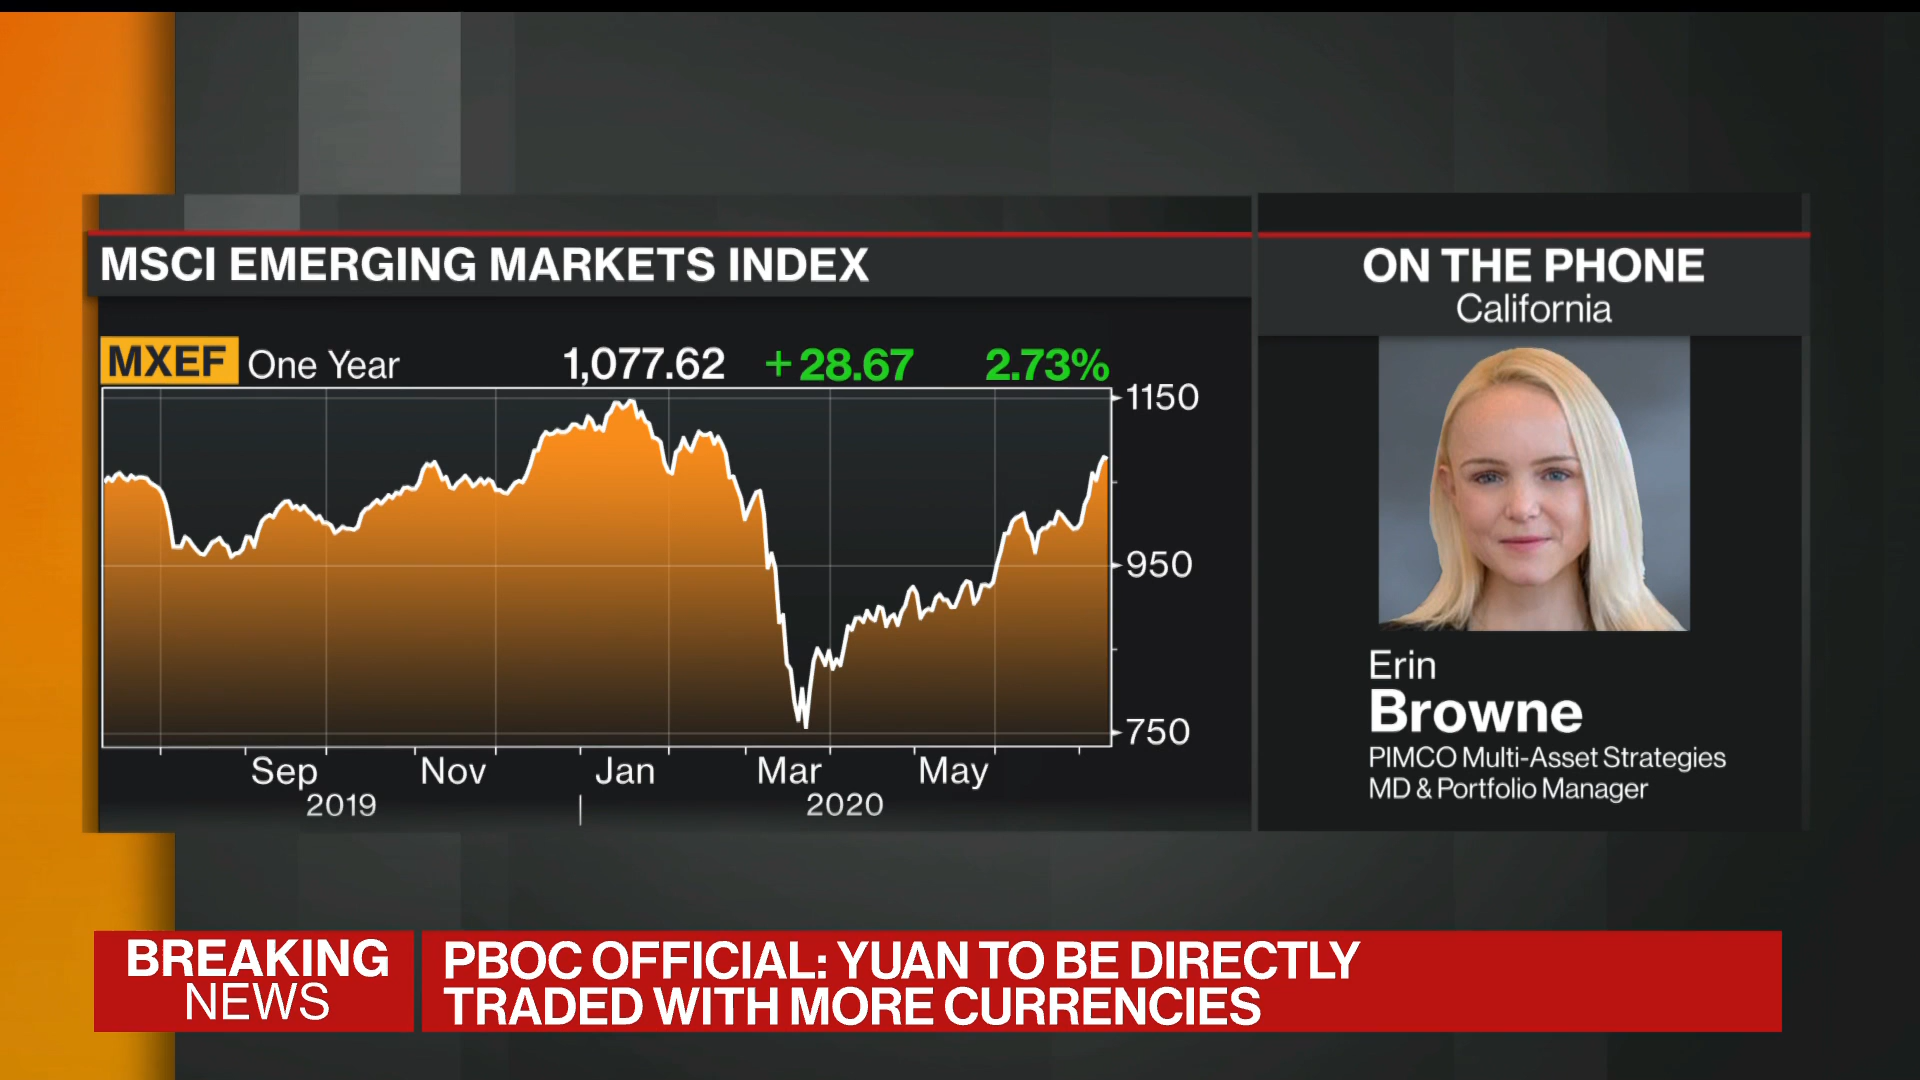 MSCI EMERGING MARKETS INDEX
MXEF One Year 1,077.62 +28.67 2.73%
1150
950
750
Sep Nov Jan Mar May
2019 2020
ON THE PHONE
California
Erin
Browne
PIMCO Multi-Asset Strategies
MD & Portfolio Manager
BREAKING
NEWS
PBOC OFFICIAL: YUAN TO BE DIRECTLY
TRADED WITH MORE CURRENCIES